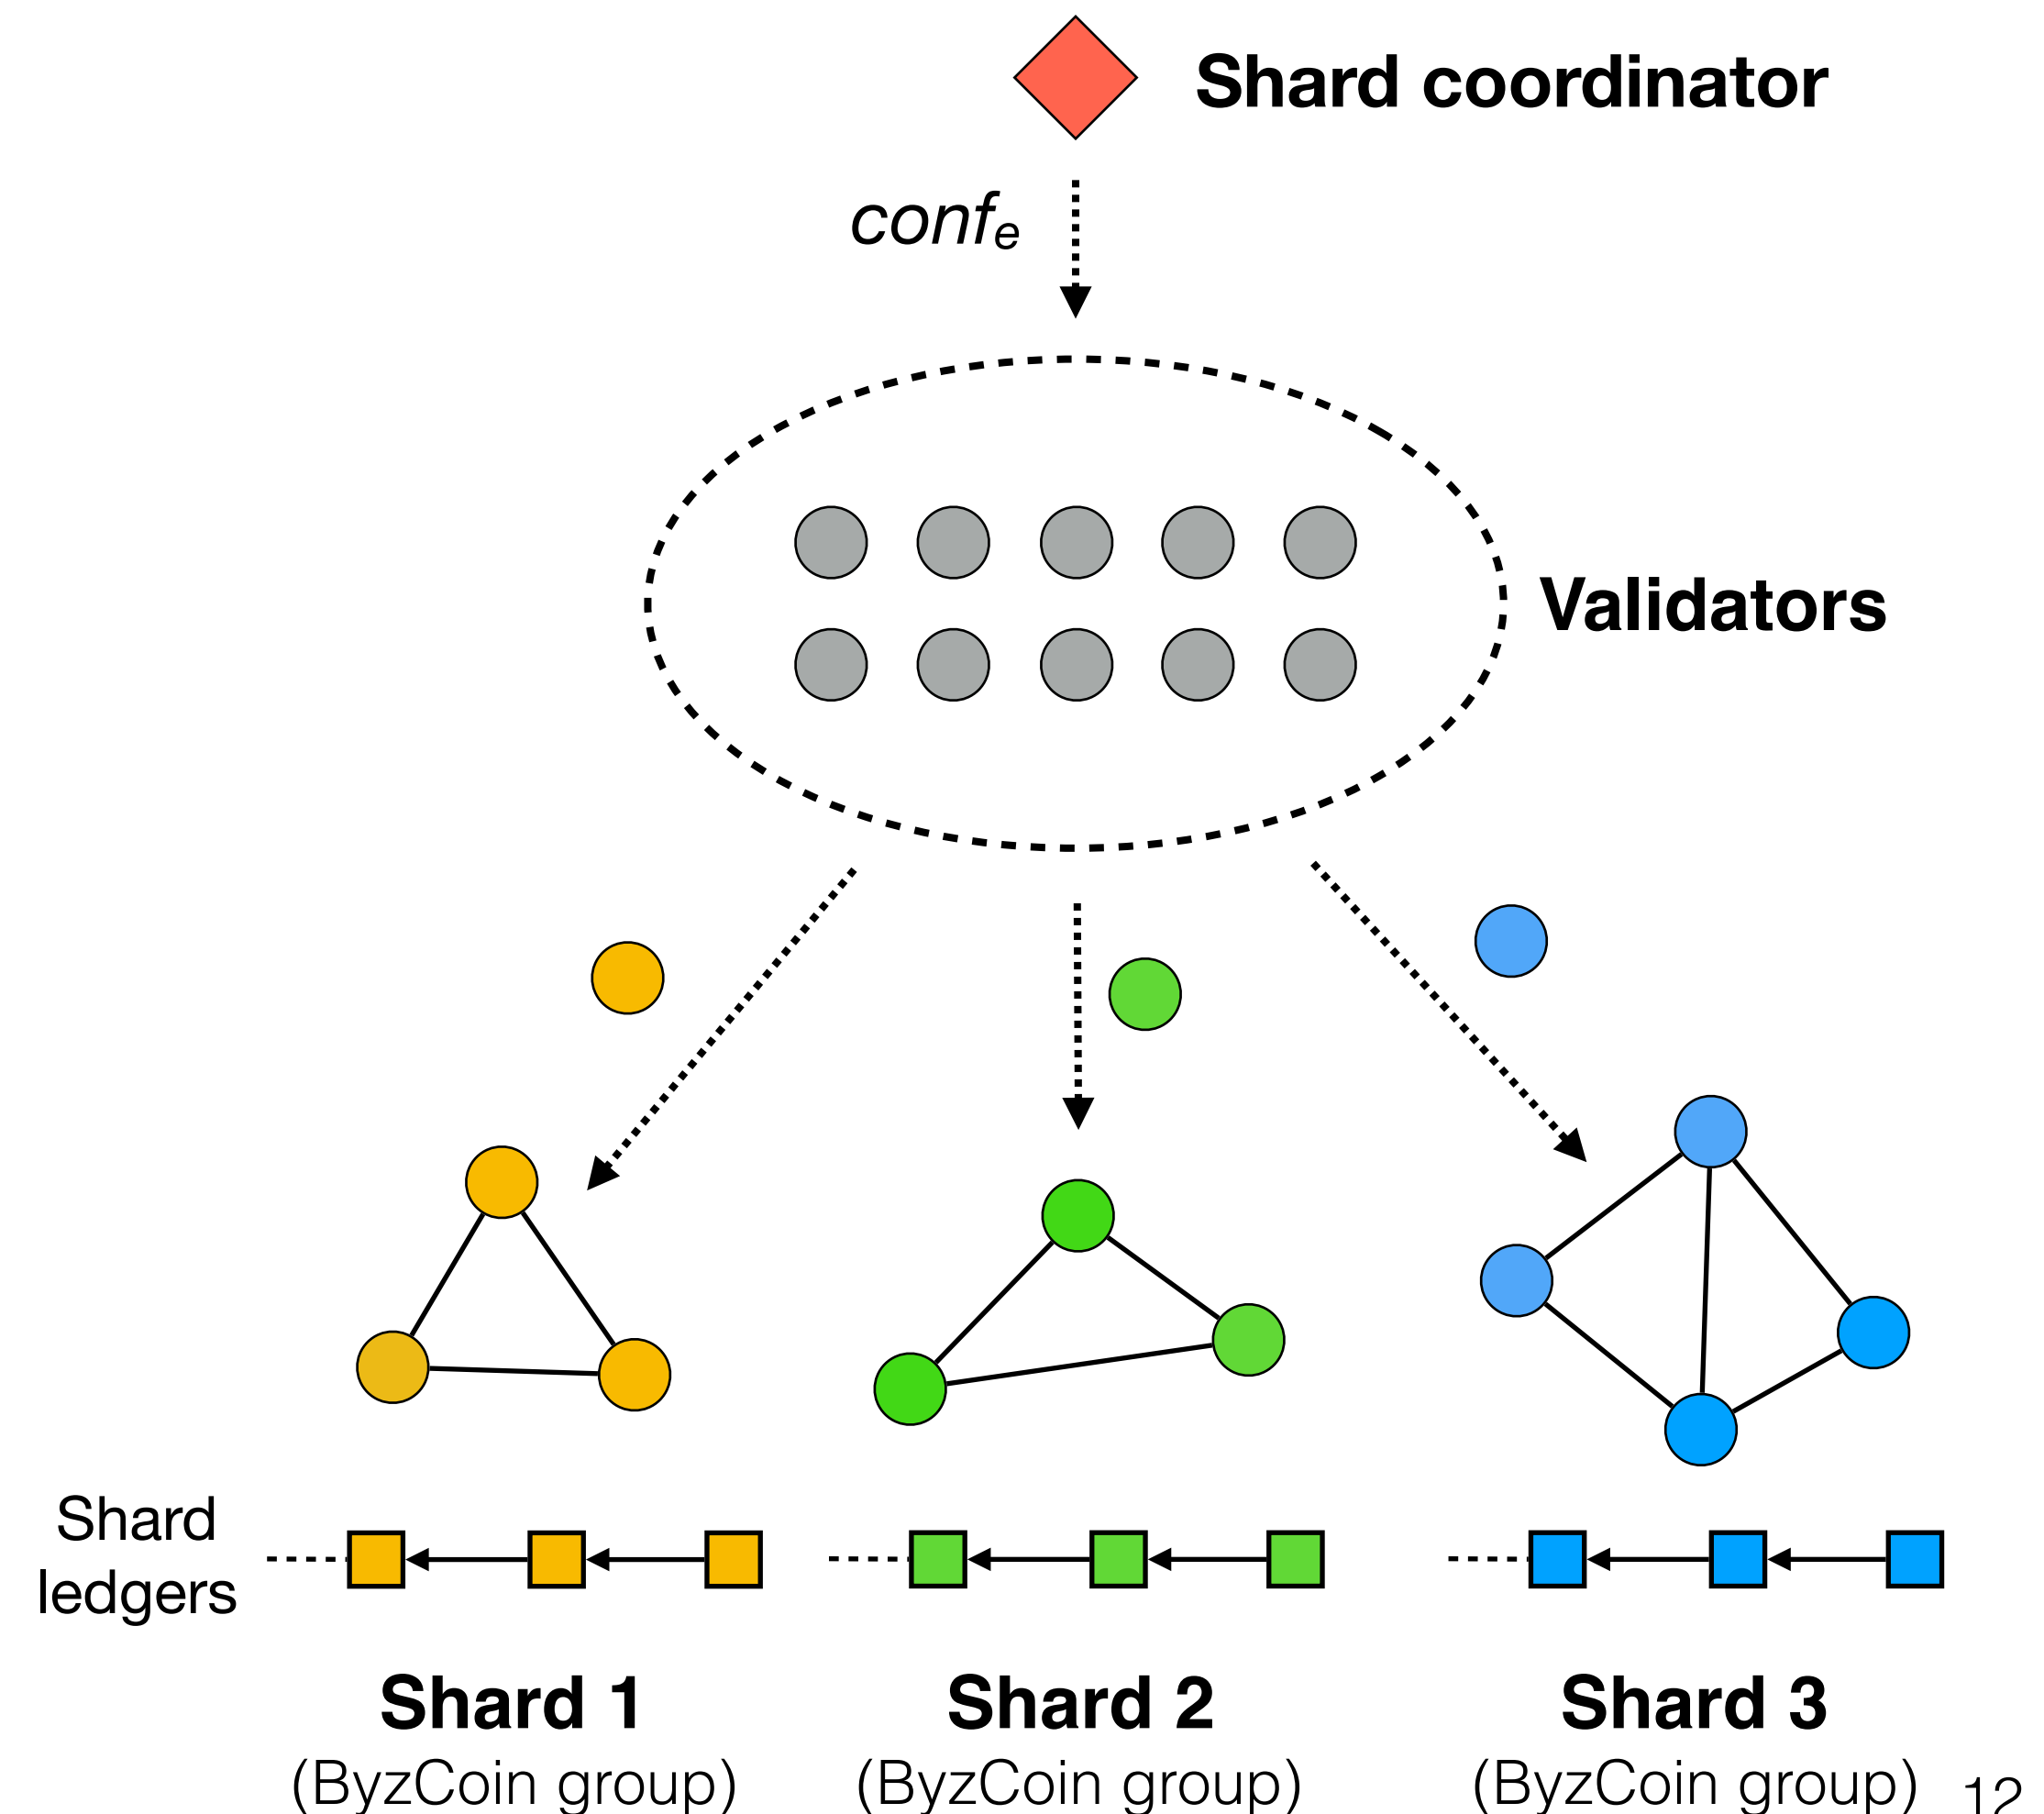 Shard coordinator
confe
Validators
Shard
ledgers
Shard 1
Shard 2
Shard 3
(ByzCoin group)
(ByzCoin group)
(ByzCoin group)
12